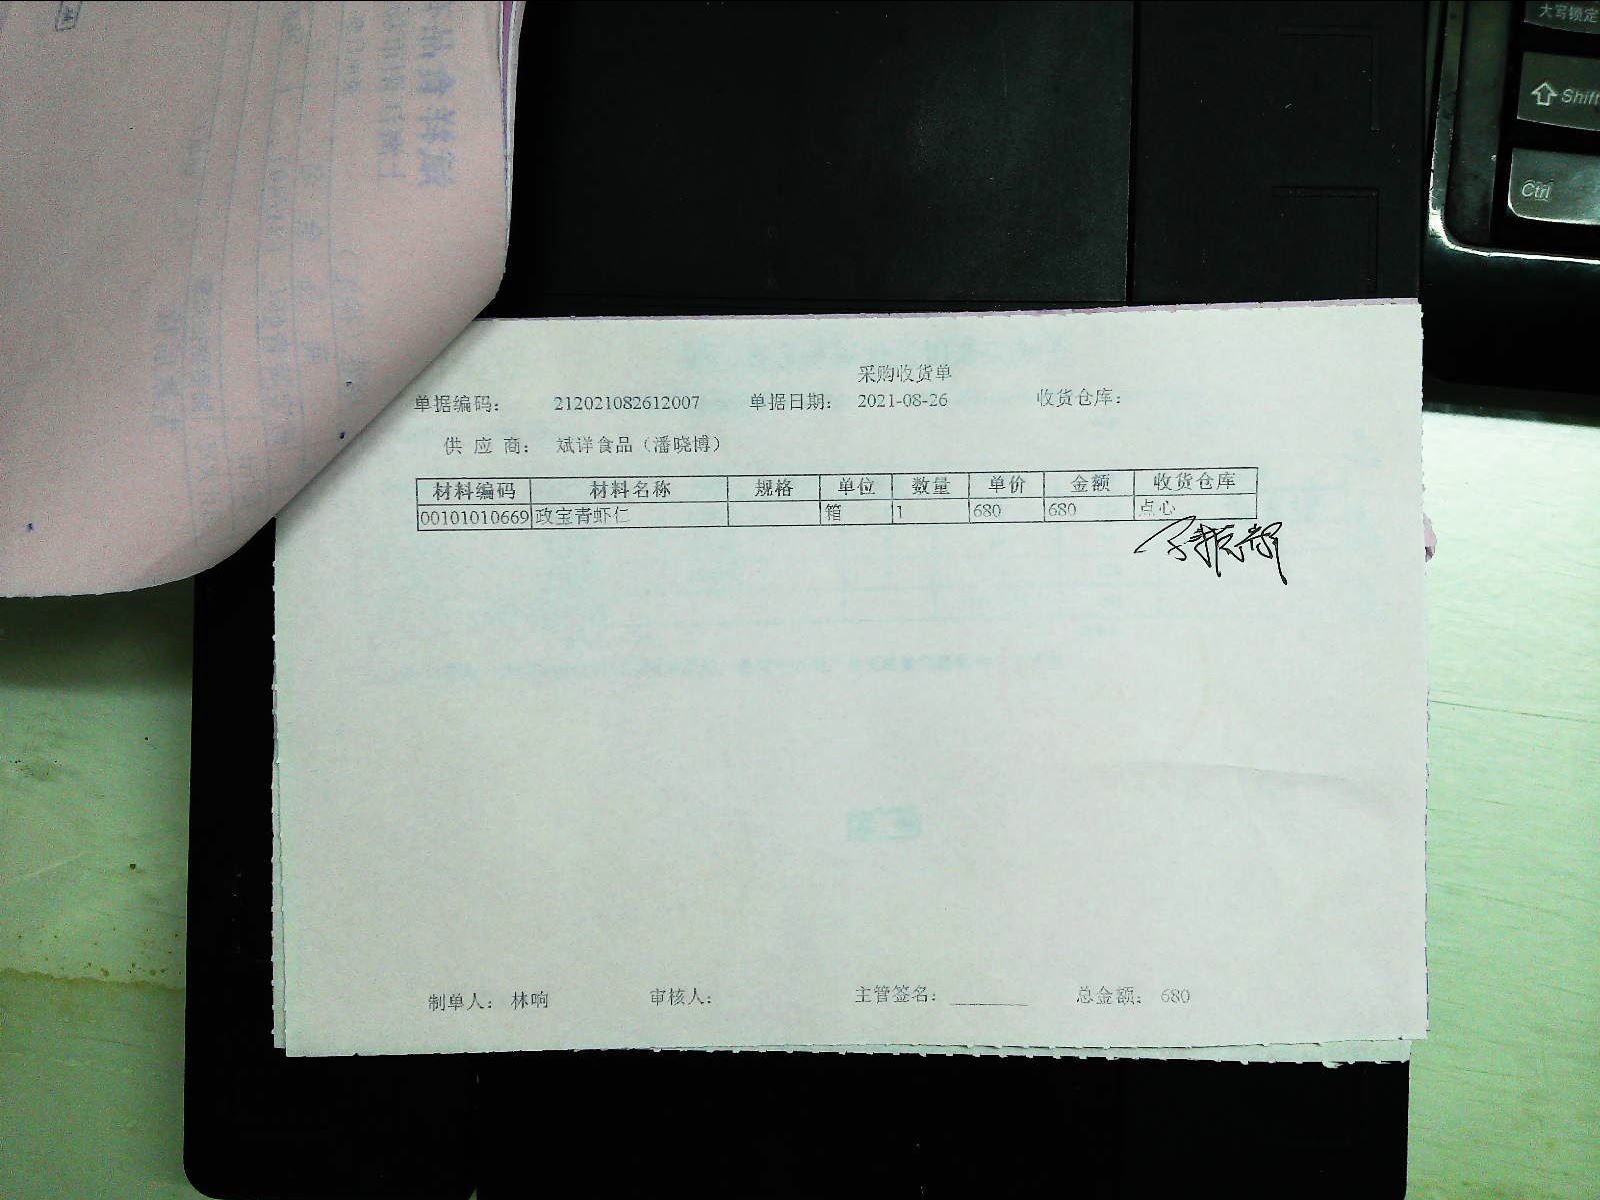 大写锁定
Shift
Ctrl
采购收货单
单据编码： 212021082612007 单据日期： 2021-08-26 收货仓库：
供 应 商： 斌详食品（潘晓博）
材料编码 材料名称 规格 单位 数量 单价 金额 收货仓库
00101010669 政宝青虾仁 箱 1 680 680 点心
制单人： 林响 审核人： 主管签名： 总金额： 680